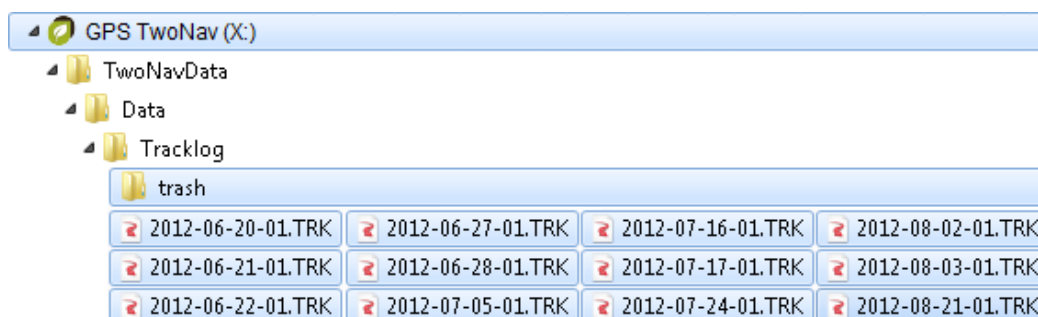 GPS TwoNav (X:)
TwoNavData
Data
Tracklog
trash
2012-06-20-01.TRK 2012-06-27-01.TRK 2012-07-16-01.TRK 2012-08-02-01.TRK
2012-06-21-01.TRK 2012-06-28-01.TRK 2012-07-17-01.TRK 2012-08-03-01.TRK
2012-06-22-01.TRK 2012-07-05-01.TRK 2012-07-24-01.TRK 2012-08-21-01.TRK